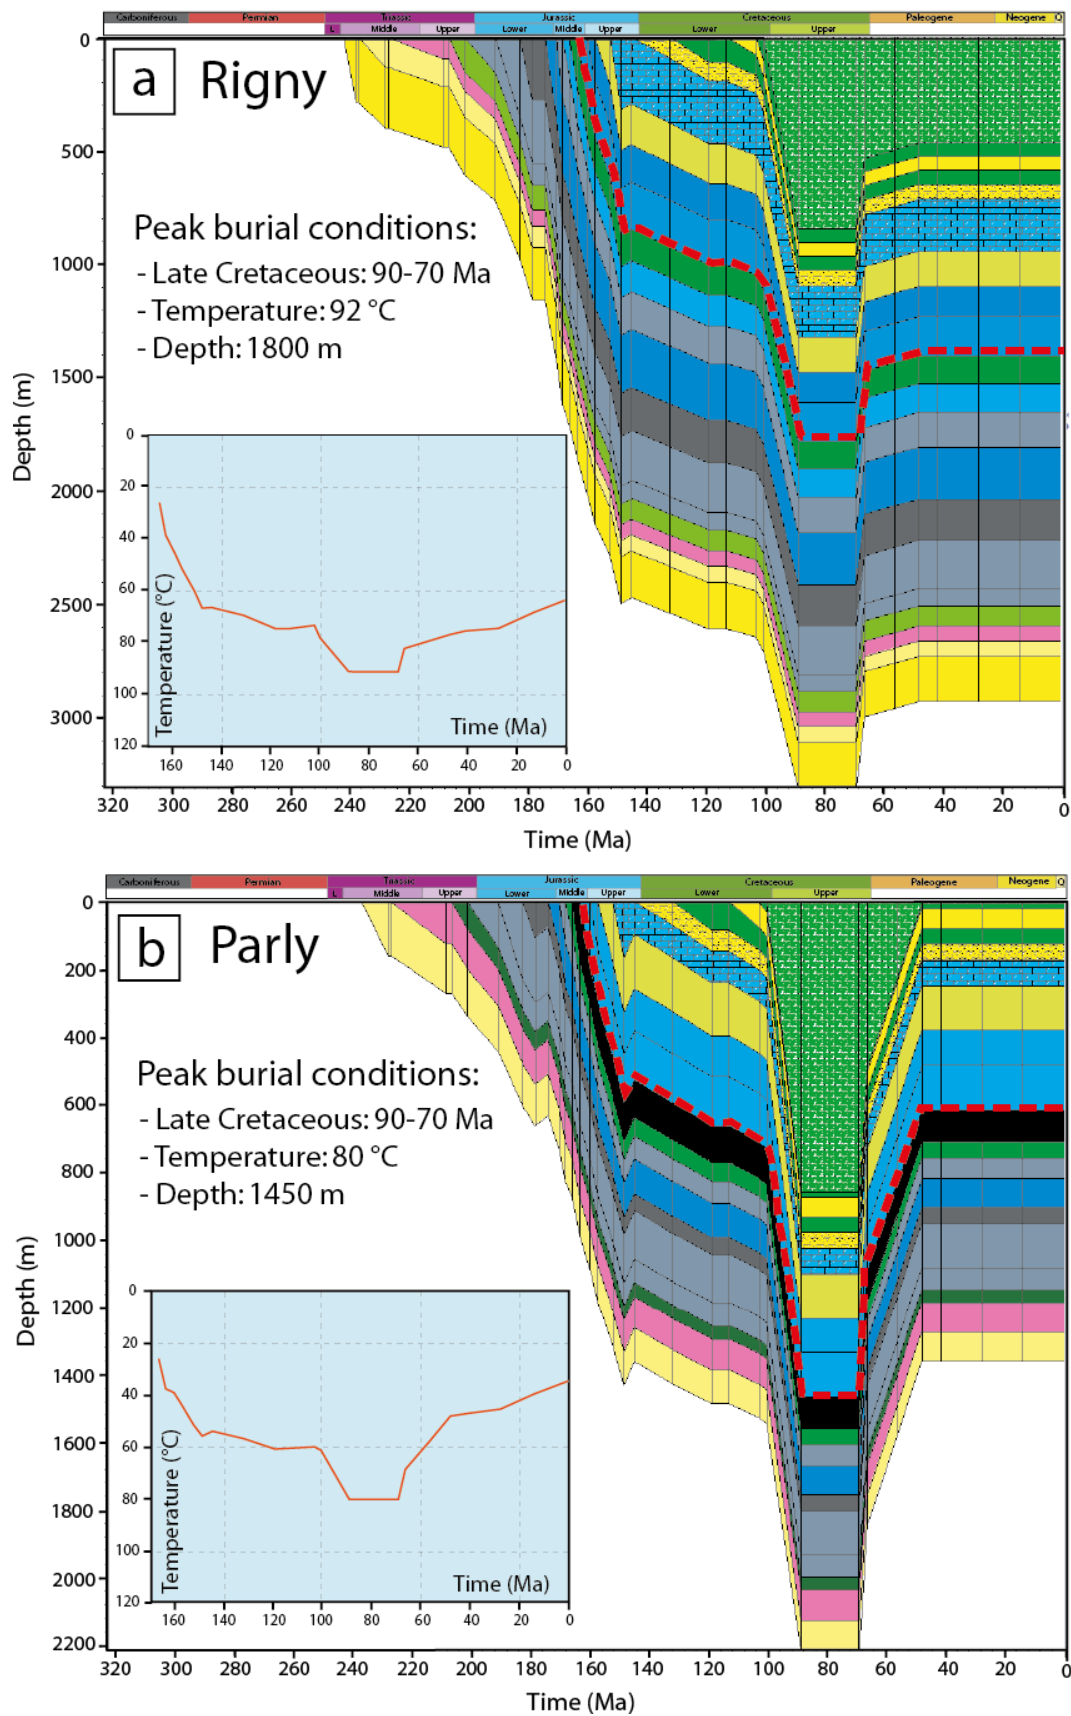 Carboniferous Permian Triassic Jurassic Cretaceous Paleogene Neogene Q
L Middle Upper Lower Middle Upper Lower Upper
a Rigny
Peak burial conditions:
- Late Cretaceous: 90-70 Ma
- Temperature: 92 °C
- Depth: 1800 m
Depth (m)
0
500
1000
1500
2000
2500
3000
0
20
40
60
80
100
120
Temperature (°C)
Time (Ma)
160 140 120 100 80 60 40 20 0
320 300 280 260 240 220 200 180 160 140 120 100 80 60 40 20 0
Time (Ma)
Carboniferous Permian Triassic Jurassic Cretaceous Paleogene Neogene Q
L Middle Upper Lower Middle Upper Lower Upper
b Parly
Peak burial conditions:
- Late Cretaceous: 90-70 Ma
- Temperature: 80 °C
- Depth: 1450 m
Depth (m)
0
200
400
600
800
1000
1200
1400
1600
1800
2000
2200
0
20
40
60
80
100
120
Temperature (°C)
Time (Ma)
160 140 120 100 80 60 40 20 0
320 300 280 260 240 220 200 180 160 140 120 100 80 60 40 20 0
Time (Ma)